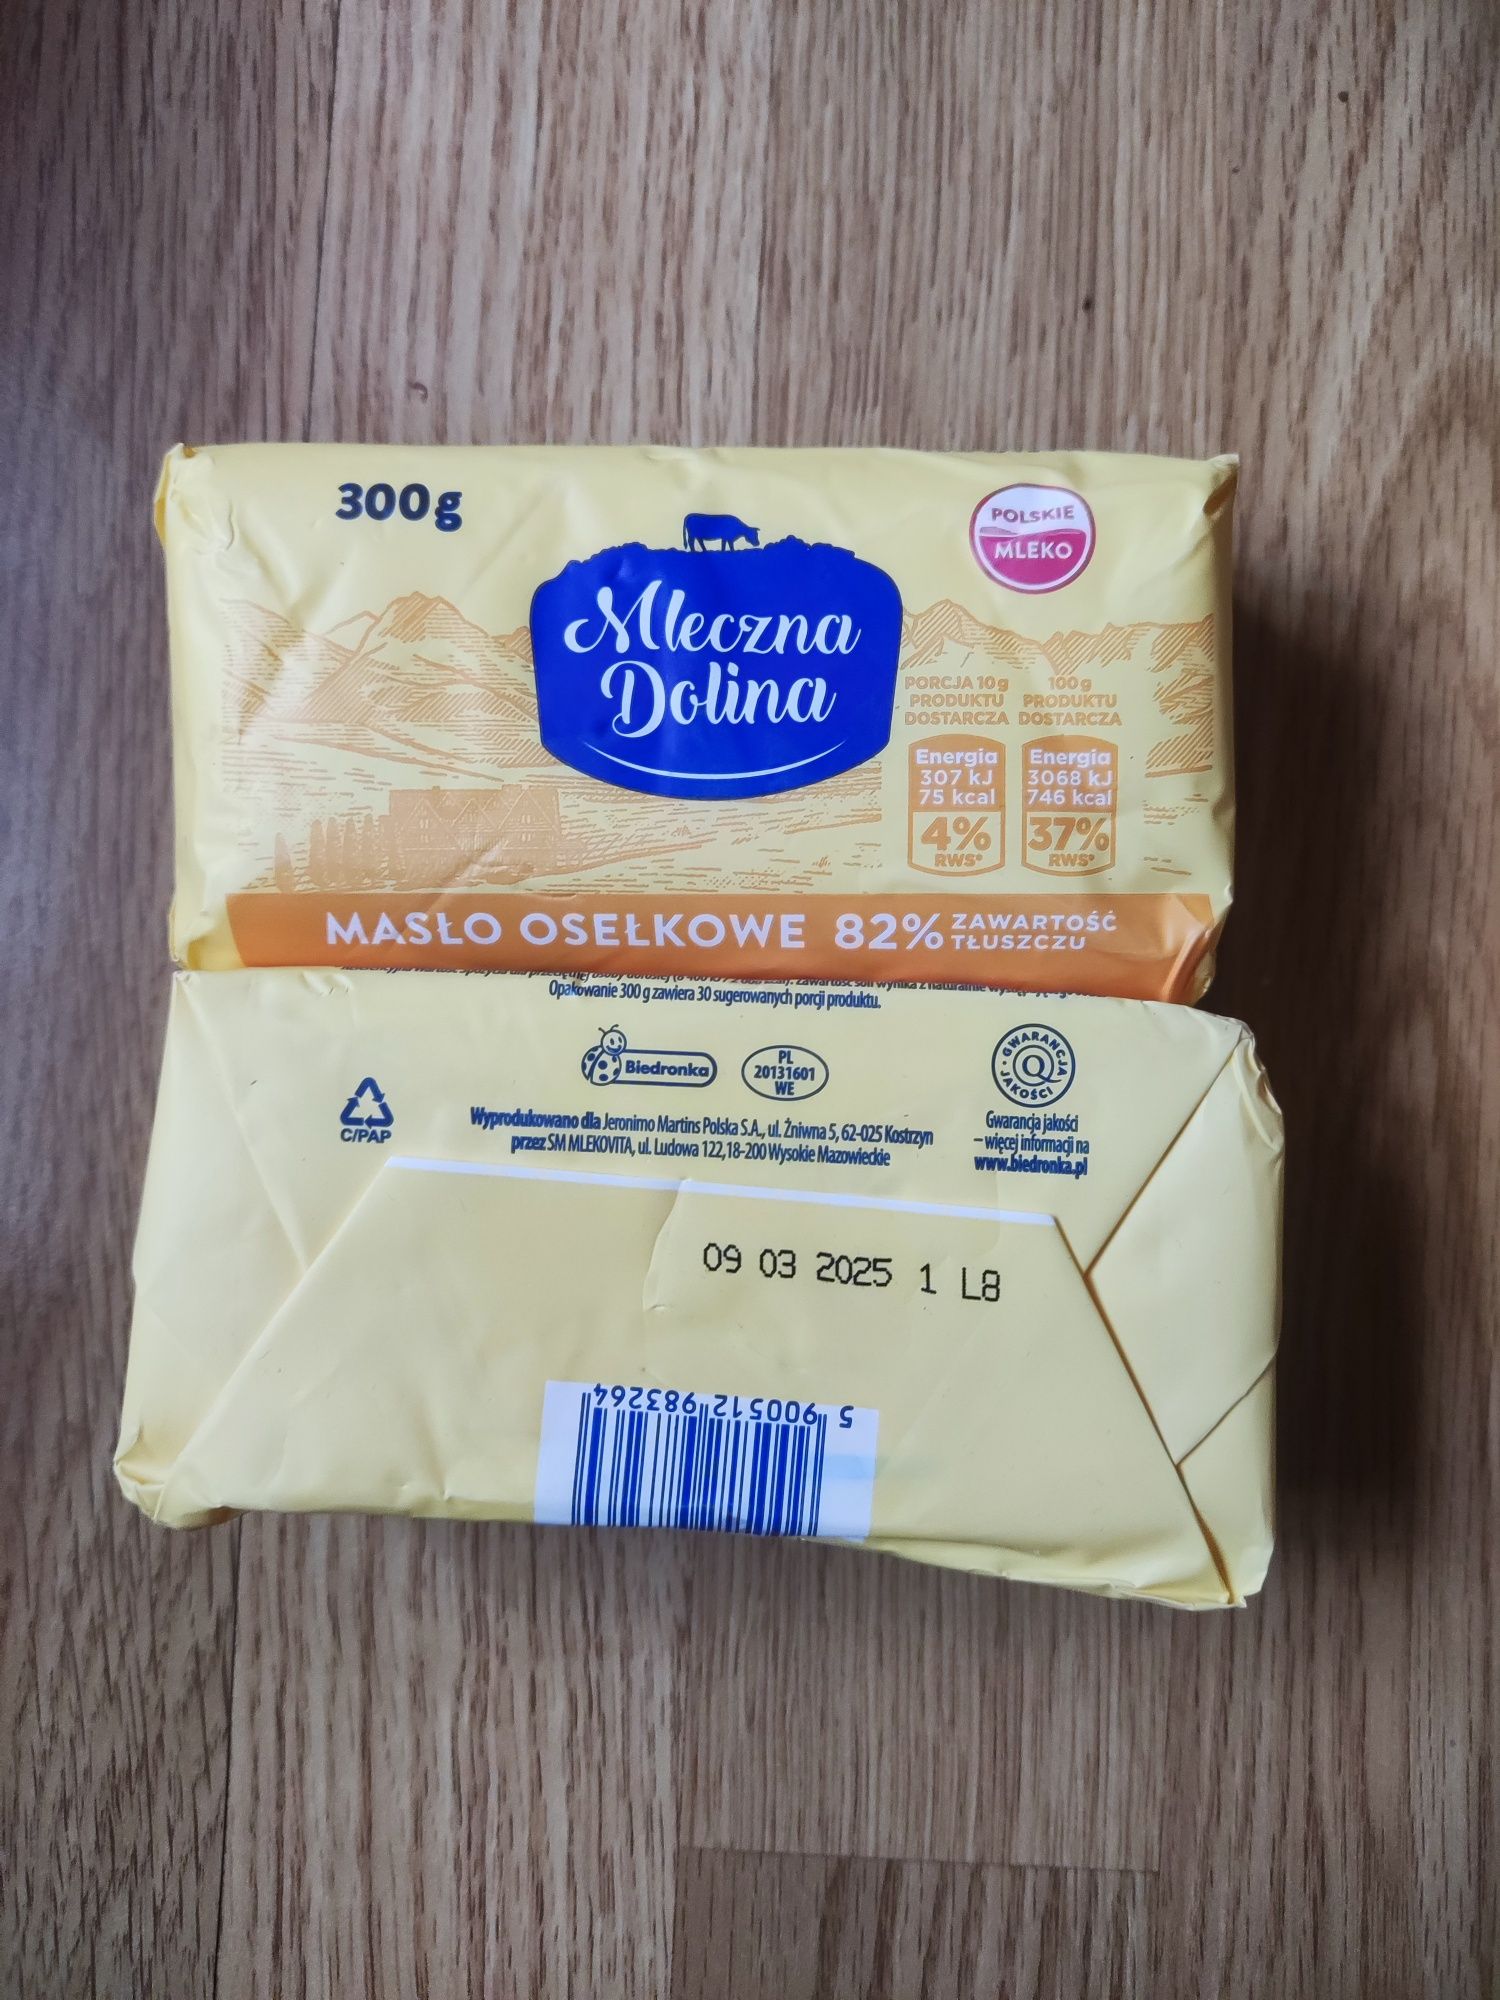 300g
POLSKIE
MLEKO
Mleczna
Dolina
PORCJA 10g
PRODUKTU
DOSTARCZA
Energia
307 kJ
75 kcal
4%
RWS*
100g
PRODUKTU
DOSTARCZA
Energia
3068 kJ
746 kcal
37%
RWS*
MASŁO OSEŁKOWE 82% ZAWARTOŚĆ
TŁUSZCZU
Opakowanie 300 g zawiera 30 sugerowanych porcji produktu.
Biedronka
PL
20131601
WE
GWARANCJA JAKOŚCI
Q
C/PAP
Wyprodukowano dla Jeronimo Martins Polska S.A., ul. Żniwna 5, 62-025 Kostrzyn
przez SM MLEKOVITA, ul. Ludowa 122, 18-200 Wysokie Mazowieckie
Gwarancja jakości
– więcej informacji na
www.biedronka.pl
09 03 2025 1 L8
5 900512 983264